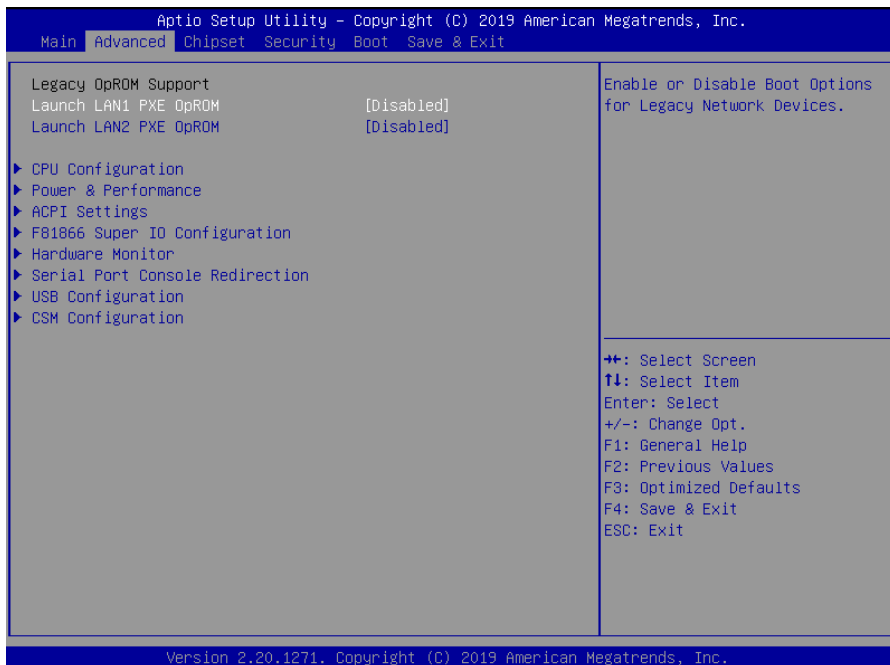 Aptio Setup Utility – Copyright (C) 2019 American Megatrends, Inc.
Main Advanced Chipset Security Boot Save & Exit
Legacy OpROM Support
Launch LAN1 PXE OpROM [Disabled]
Launch LAN2 PXE OpROM [Disabled]
CPU Configuration
Power & Performance
ACPI Settings
F81866 Super IO Configuration
Hardware Monitor
Serial Port Console Redirection
USB Configuration
CSM Configuration
Enable or Disable Boot Options
for Legacy Network Devices.
→←: Select Screen
↑↓: Select Item
Enter: Select
+/-: Change Opt.
F1: General Help
F2: Previous Values
F3: Optimized Defaults
F4: Save & Exit
ESC: Exit
Version 2.20.1271. Copyright (C) 2019 American Megatrends, Inc.